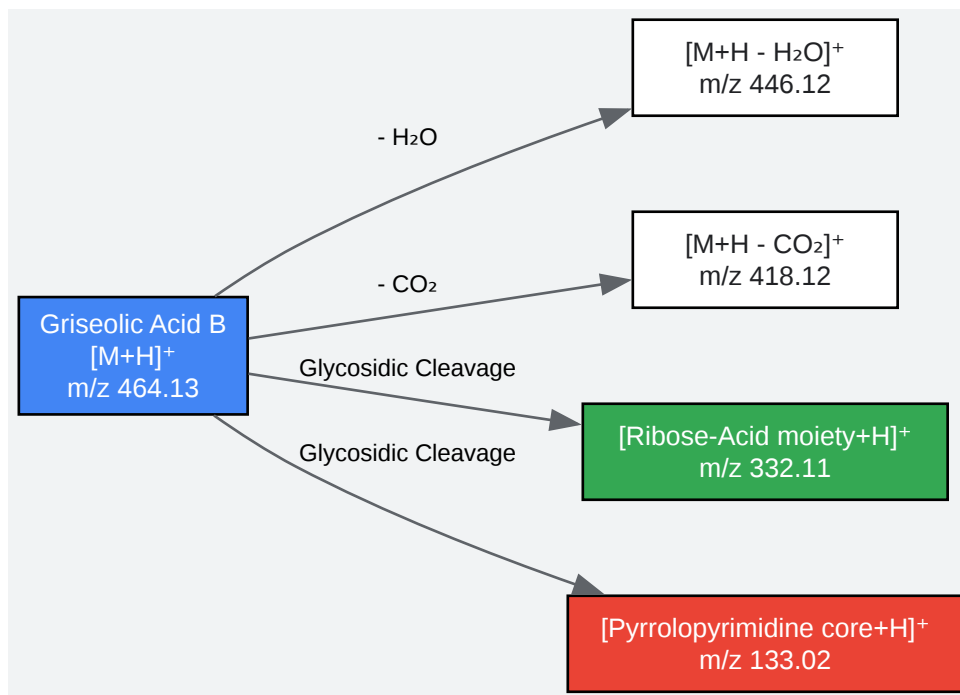 [M+H - H₂O]⁺
m/z 446.12
- H₂O
[M+H - CO₂]⁺
m/z 418.12
- CO₂
Griseolic Acid B
[M+H]⁺
m/z 464.13
Glycosidic Cleavage
[Ribose-Acid moiety+H]⁺
m/z 332.11
Glycosidic Cleavage
[Pyrrolopyrimidine core+H]⁺
m/z 133.02